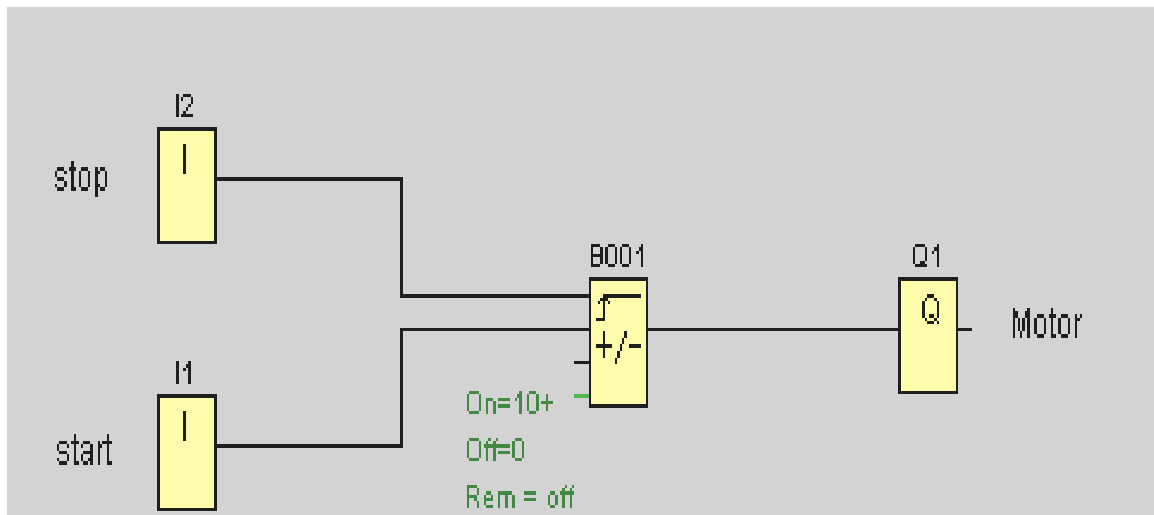 I2
I
stop
B001
Q1
Q
Motor
+/-
I1
I
start
On=10+
Off=0
Rem = off